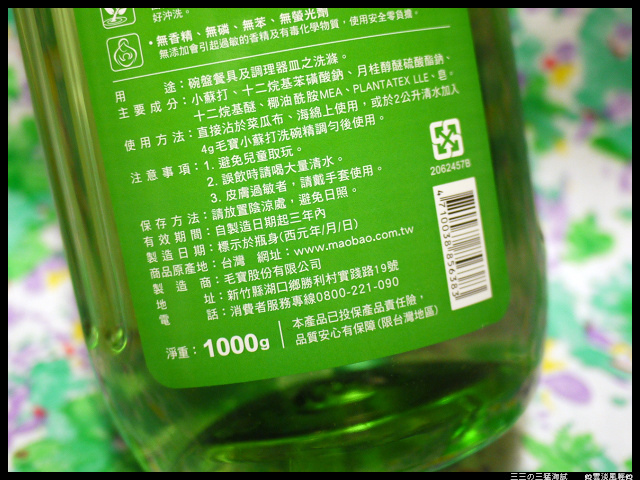 好沖洗。
•無香精、無磷、無苯、無螢光劑
無添加會引起過敏的香精及有毒化學物質，使用安全零負擔。
用途：碗盤餐具及調理器皿之洗滌。
主要成分：小蘇打、十二烷基苯磺酸鈉、月桂醇醚硫酸酯鈉、
十二烷基醚、椰油酰胺MEA、PLANTATEX LLE、皂。
使用方法：直接沾於菜瓜布、海綿上使用，或於2公升清水加入
4g毛寶小蘇打洗碗精調勻後使用。
注意事項：1. 避免兒童取玩。
2. 誤飲時請喝大量清水。
3. 皮膚過敏者，請戴手套使用。
保存方法：請放置陰涼處，避免日照。
有效期間：自製造日期起三年內
製造日期：標示於瓶身(西元年/月/日)
商品原產地：台灣 網址：www.maobao.com.tw
製造商：毛寶股份有限公司
地址：新竹縣湖口鄉勝利村實踐路19號
電話：消費者服務專線0800-221-090
淨重：1000g
本產品已投保產品責任險，
品質安心有保障(限台灣地區)
20624578
4710038185638
三三の三猛海賊 ღ雲淡風輕ღ